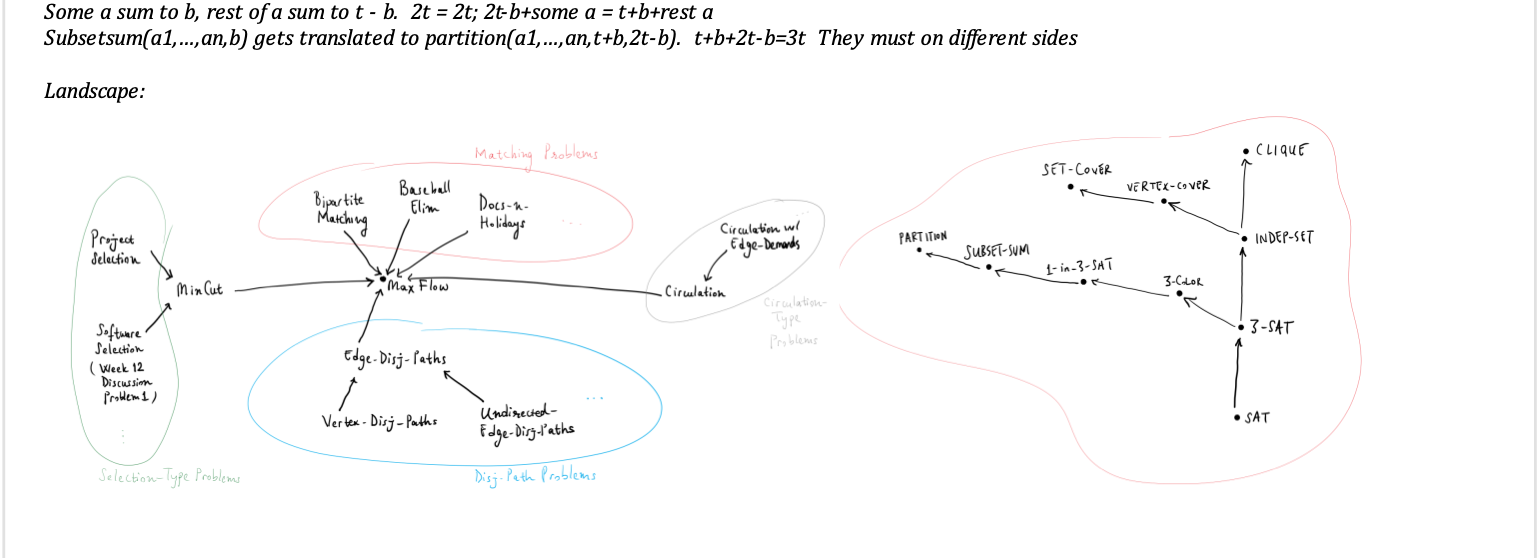 Some a sum to b, rest of a sum to t - b.  2t = 2t; 2t-b+some a = t+b+rest a
Subsetsum(a1,...,an,b) gets translated to partition(a1,...,an,t+b,2t-b).  t+b+2t-b=3t  They must on different sides
Landscape:
Matching Problems
Bipartite
Matching
Baseball
Elim
Docs-n-
Holidays
...
Project
Selection
MinCut
Software
Selection
(Week 12
Discussion
Problem 1)
...
Selection-Type Problems
Max Flow
Edge-Disj-Paths
Vertex-Disj-Paths
Undirected-
Edge-Disj-Paths
...
Disj-Path Problems
...
Circulation w/
Edge-Demands
Circulation
Circulation-
Type
Problems
CLIQUE
SET-COVER
VERTEX-COVER
INDEP-SET
PARTITION
SUBSET-SUM
1-in-3-SAT
3-COLOR
3-SAT
SAT